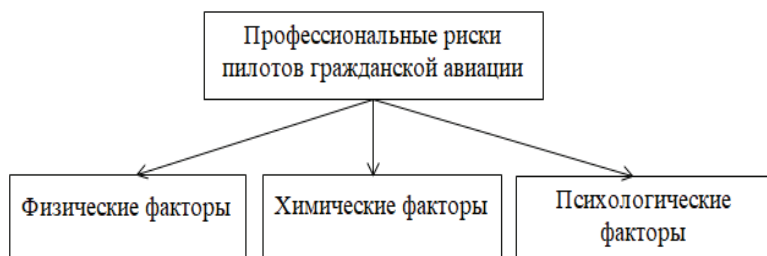 Профессиональные риски
пилотов гражданской авиации
Физические факторы
Химические факторы
Психологические
факторы